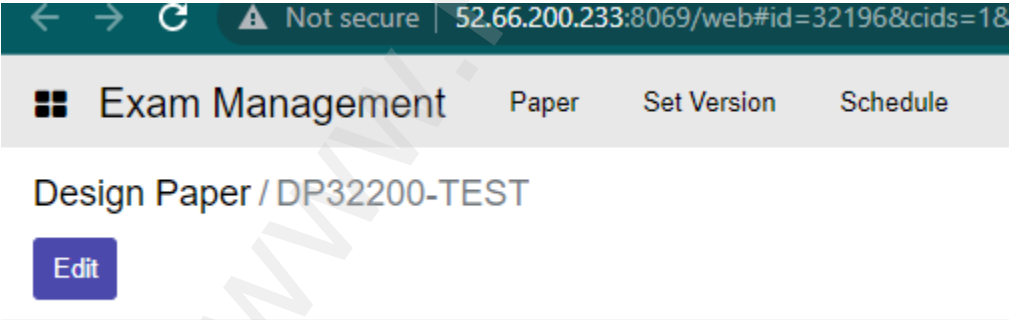 Not secure | 52.66.200.233:8069/web#id=32196&cids=1&
Exam Management Paper Set Version Schedule
Design Paper / DP32200-TEST
Edit
www.